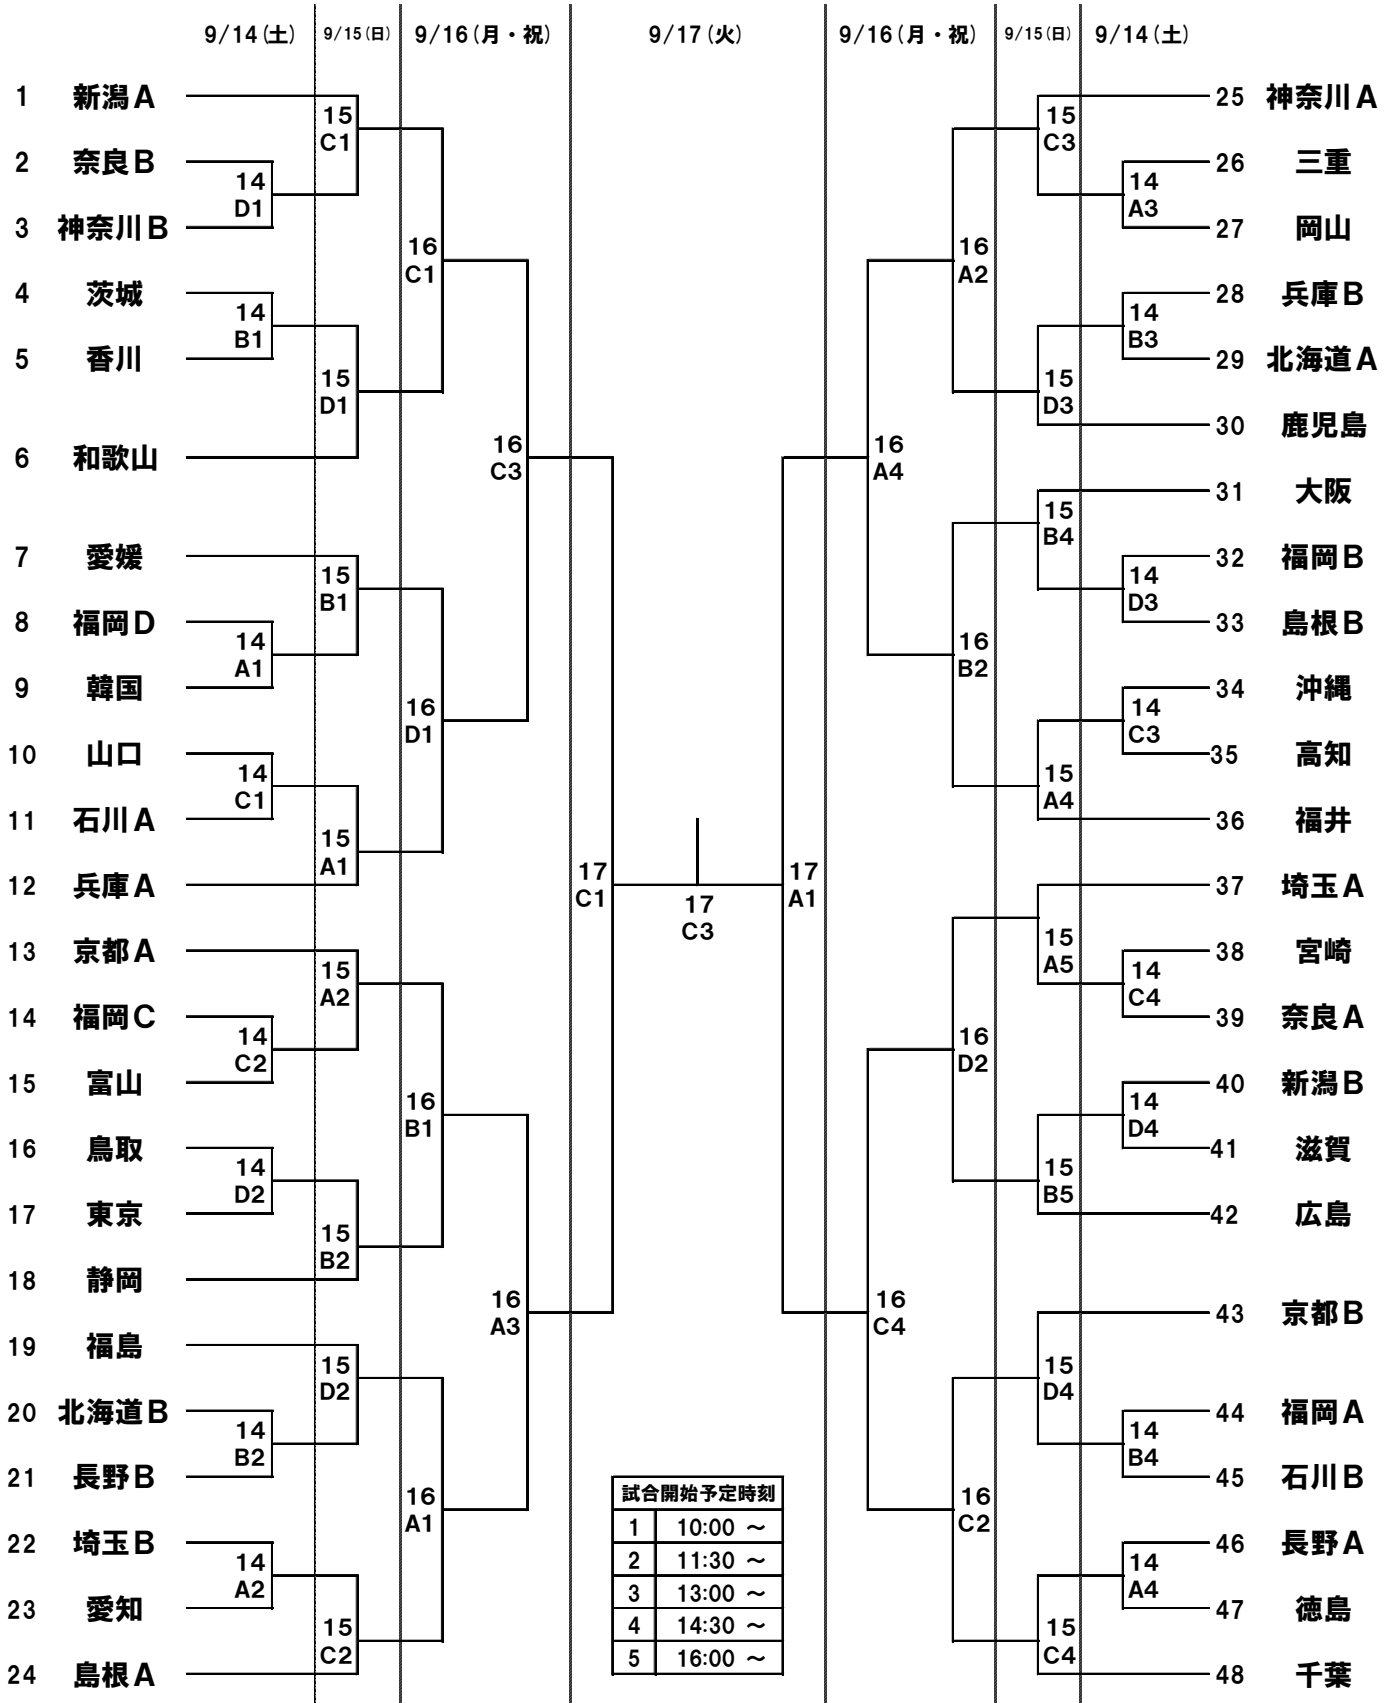 9/14(土) 9/15(日) 9/16(月・祝) 9/17(火) 9/16(月・祝) 9/15(日) 9/14(土)
1 新潟A
15
C1
2 奈良B
14
D1
3 神奈川B
16
C1
4 茨城
14
B1
5 香川
15
D1
6 和歌山
16
C3
7 愛媛
15
B1
8 福岡D
14
A1
9 韓国
16
D1
10 山口
14
C1
11 石川A
15
A1
12 兵庫A
17
C1
13 京都A
15
A2
14 福岡C
14
C2
15 富山
16
B1
16 鳥取
14
D2
17 東京
15
B2
18 静岡
16
A3
19 福島
15
D2
20 北海道B
14
B2
21 長野B
16
A1
22 埼玉B
14
A2
23 愛知
15
C2
24 島根A
17
C3
試合開始予定時刻
1 10:00 ～
2 11:30 ～
3 13:00 ～
4 14:30 ～
5 16:00 ～
25 神奈川A
15
C3
26 三重
14
A3
27 岡山
16
A2
28 兵庫B
14
B3
29 北海道A
15
D3
30 鹿児島
16
A4
31 大阪
15
B4
32 福岡B
14
D3
33 島根B
16
B2
34 沖縄
14
C3
35 高知
15
A4
36 福井
17
A1
37 埼玉A
15
A5
38 宮崎
14
C4
39 奈良A
16
D2
40 新潟B
14
D4
41 滋賀
15
B5
42 広島
16
C4
43 京都B
15
D4
44 福岡A
14
B4
45 石川B
16
C2
46 長野A
14
A4
47 徳島
15
C4
48 千葉